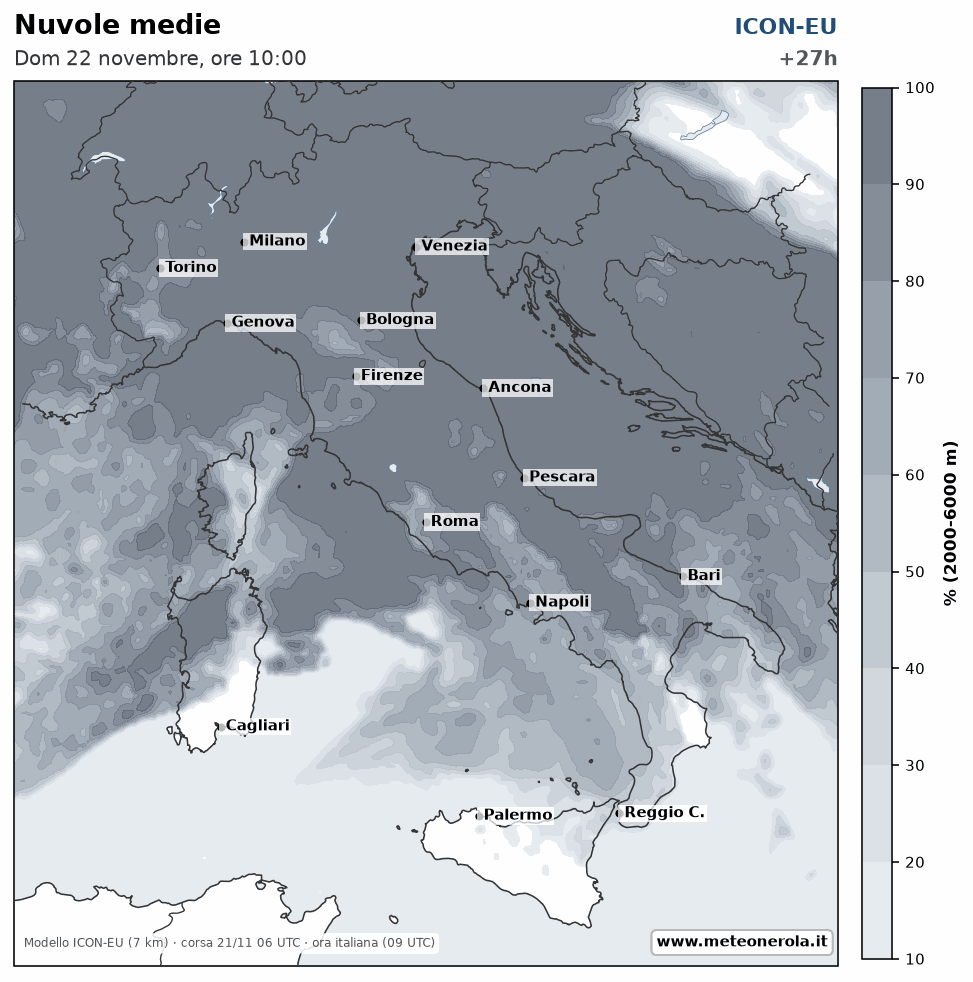 Nuvole medie
ICON-EU
Dom 22 novembre, ore 10:00
+27h
100
90
80
70
60
50
40
30
20
10
% (2000-6000 m)
Milano
Venezia
Torino
Genova
Bologna
Firenze
Ancona
Pescara
Roma
Bari
Napoli
Cagliari
Palermo
Reggio C.
Modello ICON-EU (7 km) · corsa 21/11 06 UTC · ora italiana (09 UTC)
www.meteonerola.it